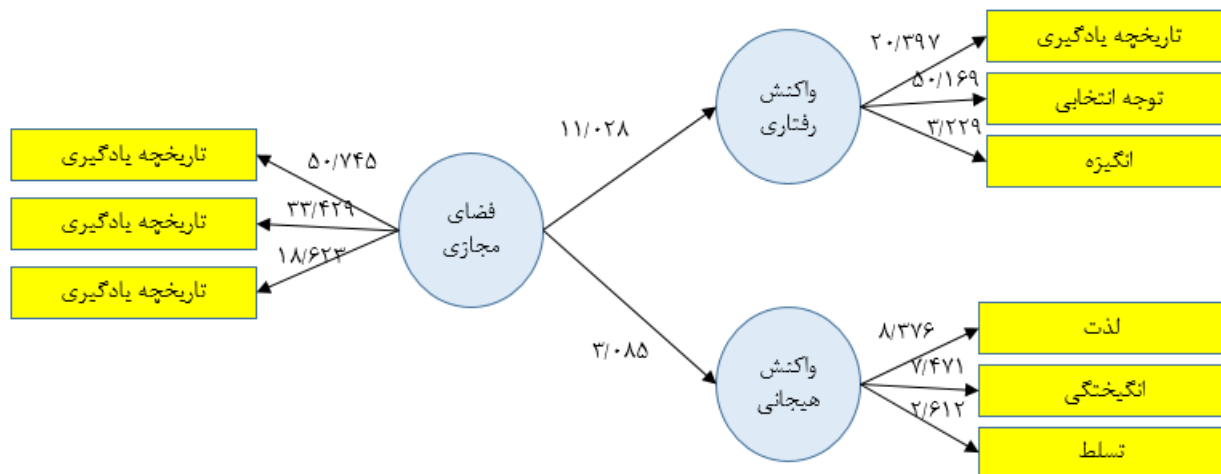 تاریخچه یادگیری
۲۰/۳۹۷
توجه انتخابی
۵۰/۱۶۹
انگیزه
۳/۲۲۹
واکنش
رفتاری
۱۱/۰۲۸
فضای
مجازی
۵۰/۷۴۵
تاریخچه یادگیری
۳۳/۴۲۹
تاریخچه یادگیری
۱۸/۶۲۳
تاریخچه یادگیری
۳/۰۸۵
واکنش
هیجانی
لذت
۸/۳۷۶
انگیختگی
۷/۴۷۱
تسلط
۲/۶۱۲